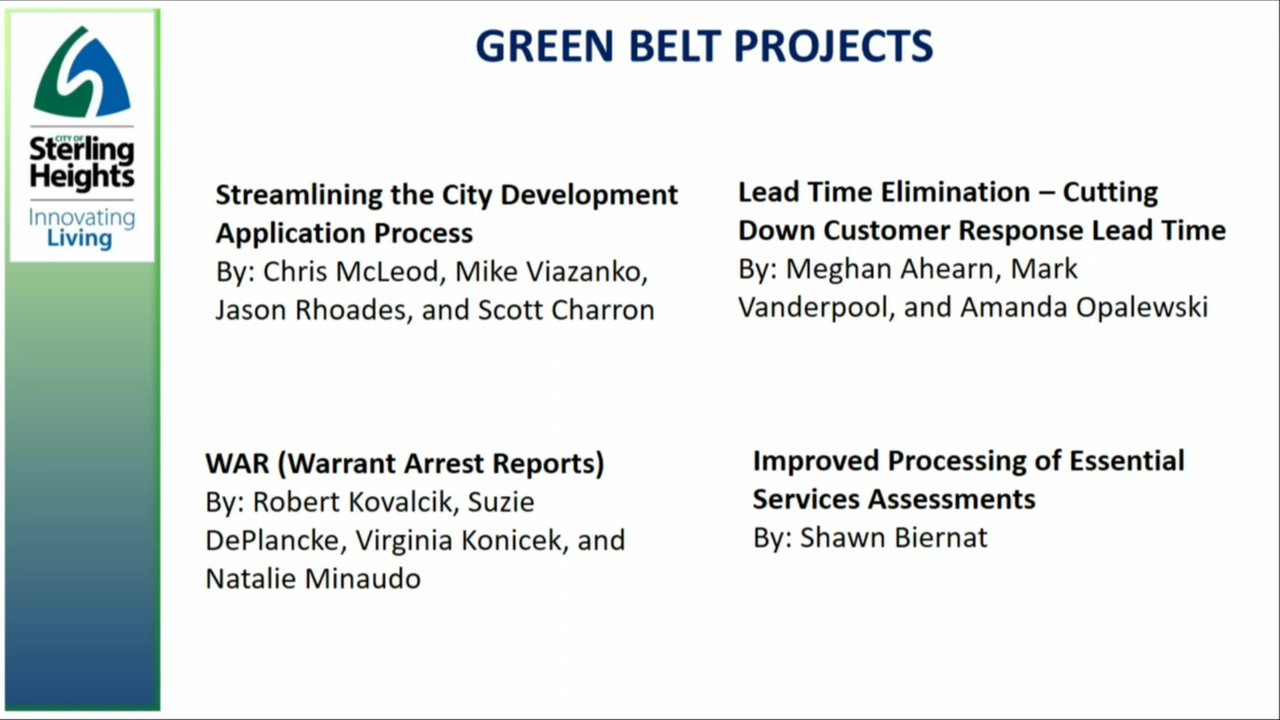 GREEN BELT PROJECTS
CITY OF
Sterling
Heights
Innovating
Living
Streamlining the City Development
Application Process
By: Chris McLeod, Mike Viazanko,
Jason Rhoades, and Scott Charron
Lead Time Elimination – Cutting
Down Customer Response Lead Time
By: Meghan Ahearn, Mark
Vanderpool, and Amanda Opalewski
WAR (Warrant Arrest Reports)
By: Robert Kovalcik, Suzie
DePlancke, Virginia Konicek, and
Natalie Minaudo
Improved Processing of Essential
Services Assessments
By: Shawn Biernat